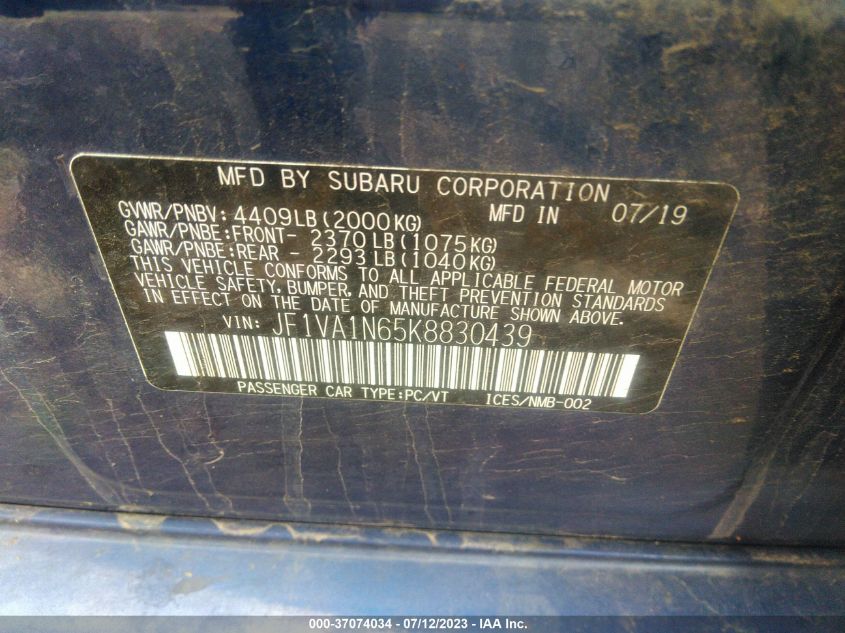 MFD BY SUBARU CORPORATION
GVWR/PNBV: 4409LB(2000KG) MFD IN 07/19
GAWR/PNBE:FRONT- 2370LB(1075KG)
GAWR/PNBE:REAR - 2293LB(1040KG)
THIS VEHICLE CONFORMS TO ALL APPLICABLE FEDERAL MOTOR
VEHICLE SAFETY, BUMPER, AND THEFT PREVENTION STANDARDS
IN EFFECT ON THE DATE OF MANUFACTURE SHOWN ABOVE.
VIN: JF1VA1N65K8830439
PASSENGER CAR TYPE:PC/VT ICES/NMB-002
000-37074034 - 07/12/2023 - IAA Inc.